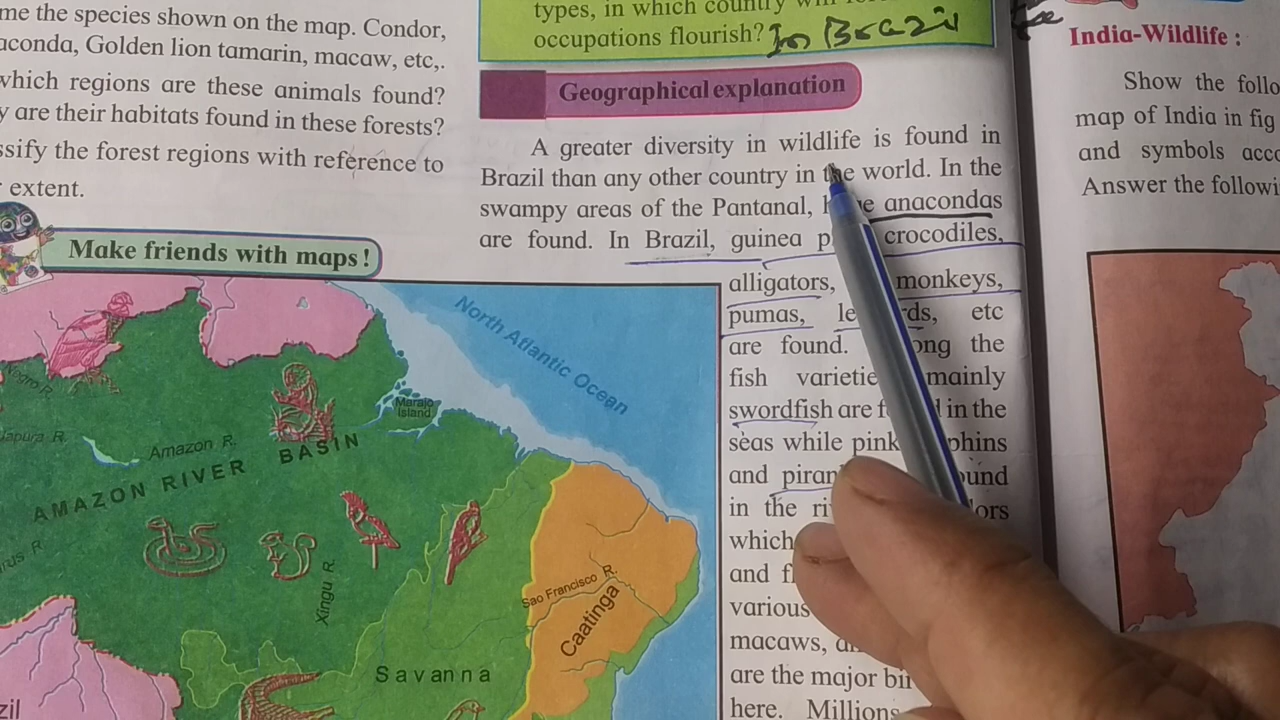 me the species shown on the map. Condor,
aconda, Golden lion tamarin, macaw, etc,.
which regions are these animals found?
y are their habitats found in these forests?
ssify the forest regions with reference to
extent.
Make friends with maps!
types, in which country
occupations flourish? In Brazil
Geographical explanation
A greater diversity in wildlife is found in
Brazil than any other country in the world. In the
swampy areas of the Pantanal, anacondas
are found. In Brazil, guinea crocodiles,
alligators, monkeys,
pumas, etc
are found. the
fish mainly
swordfish are in the
seas while pink
and
in the
which
and
various
macaws,
are the major
here. Millions
North Atlantic Ocean
Negro R.
Marajo
Island
Japura R.
Amazon R.
AMAZON RIVER BASIN
Xingu R.
Sao Francisco R.
Caatinga
Savanna
India-Wildlife :
Show the follo
map of India in fig
and symbols acc
Answer the followi